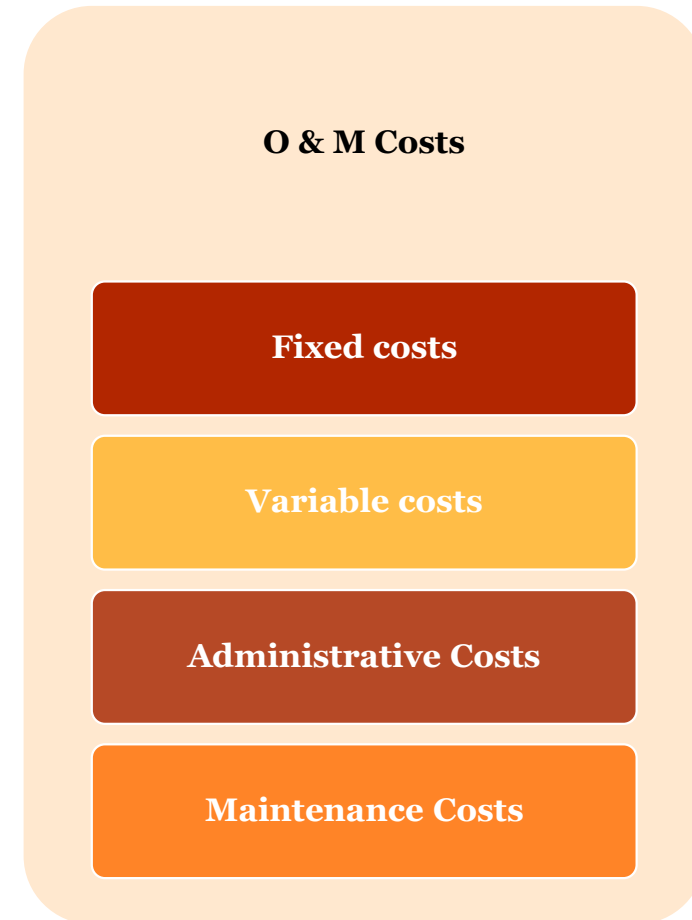 O & M Costs
Fixed costs
Variable costs
Administrative Costs
Maintenance Costs